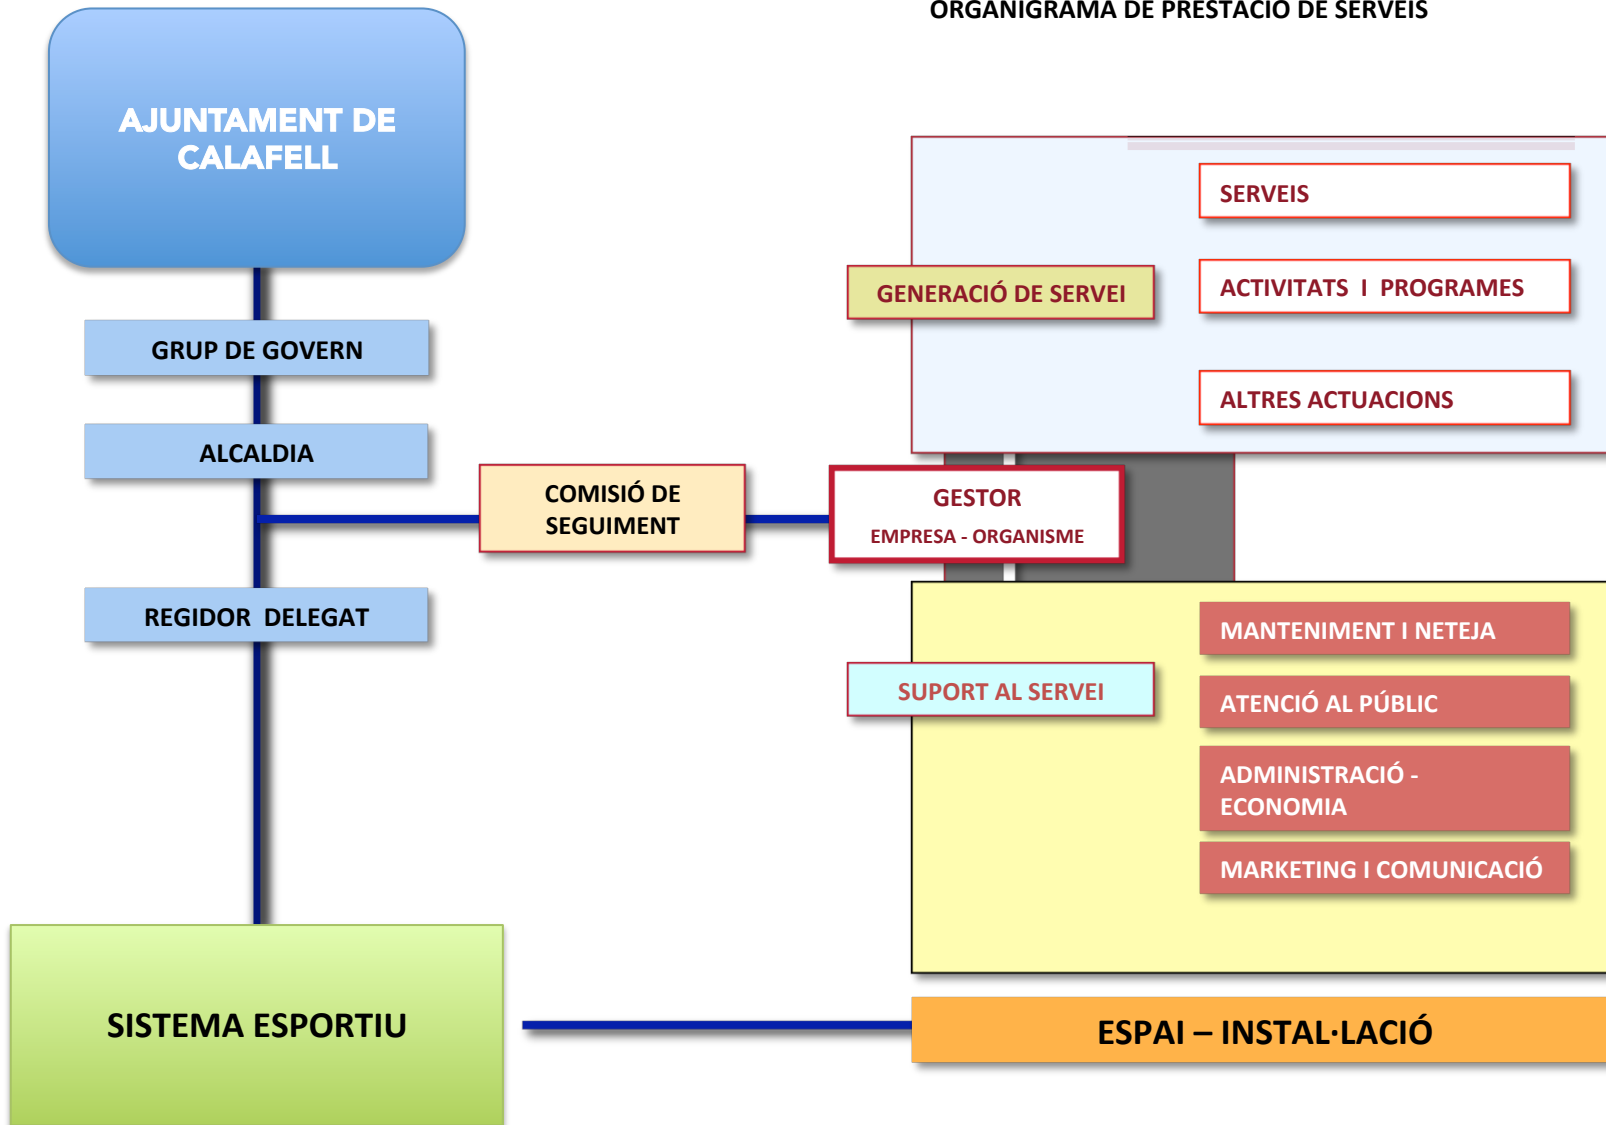 ORGANIGRAMA DE PRESTACIÓ DE SERVEIS
AJUNTAMENT DE
CALAFELL
GRUP DE GOVERN
ALCALDIA
REGIDOR DELEGAT
COMISIÓ DE
SEGUIMENT
GESTOR
EMPRESA - ORGANISME
GENERACIÓ DE SERVEI
SERVEIS
ACTIVITATS I PROGRAMES
ALTRES ACTUACIONS
SUPORT AL SERVEI
MANTENIMENT I NETEJA
ATENCIÓ AL PÚBLIC
ADMINISTRACIÓ -
ECONOMIA
MARKETING I COMUNICACIÓ
SISTEMA ESPORTIU
ESPAI – INSTAL·LACIÓ